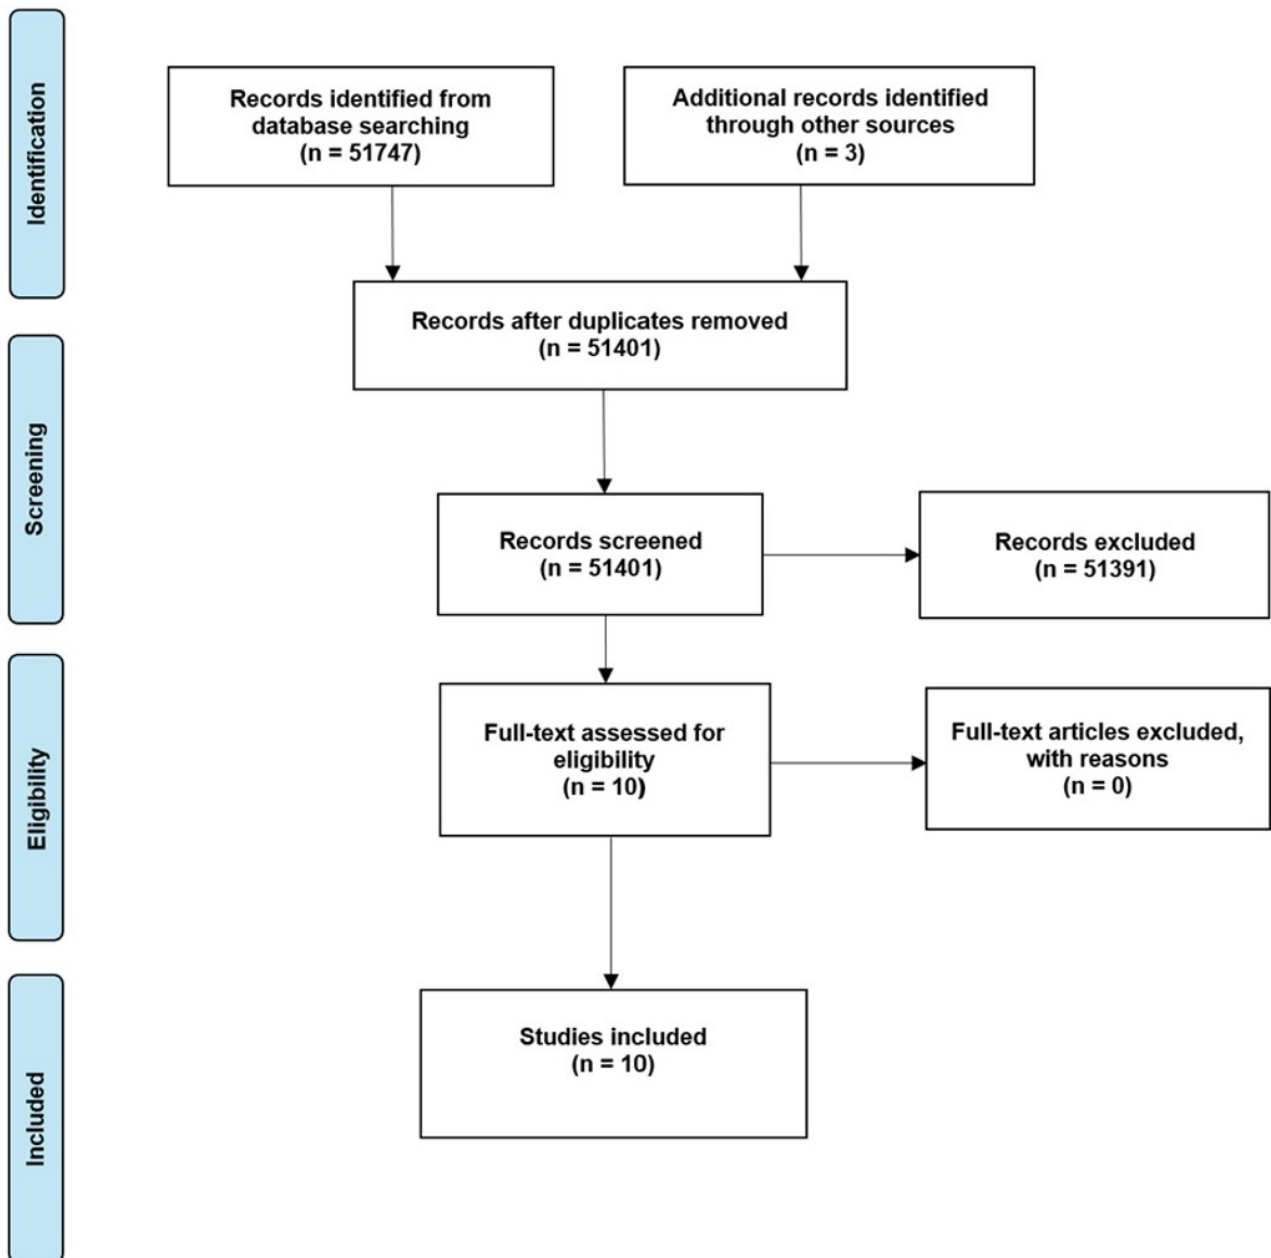 Identification
Records identified from
database searching
(n = 51747)
Additional records identified
through other sources
(n = 3)
Records after duplicates removed
(n = 51401)
Screening
Records screened
(n = 51401)
Records excluded
(n = 51391)
Eligibility
Full-text assessed for
eligibility
(n = 10)
Full-text articles excluded,
with reasons
(n = 0)
Included
Studies included
(n = 10)